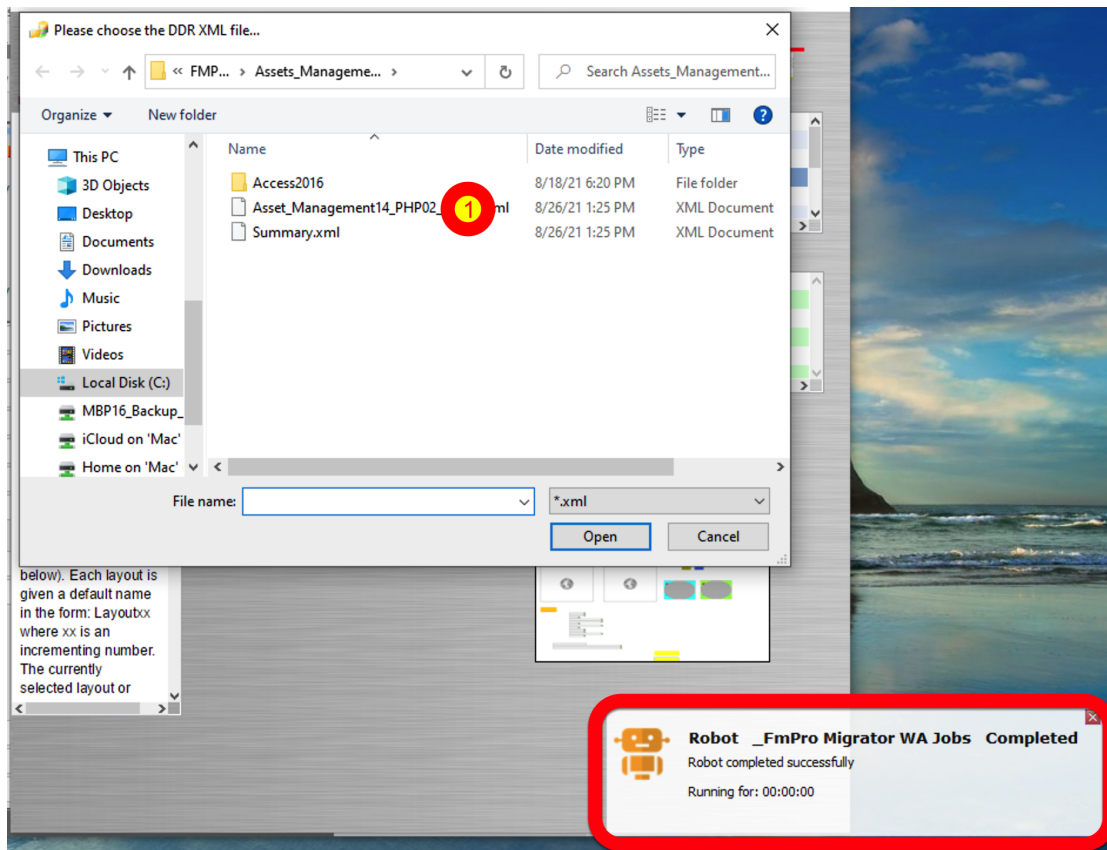 Please choose the DDR XML file...
« FMP... › Assets_Manageme... ›
Search Assets_Management...
Organize
New folder
?
Name
Date modified
Type
This PC
3D Objects
Desktop
Documents
Downloads
Music
Pictures
Videos
Local Disk (C:)
MBP16_Backup_
iCloud on 'Mac'
Home on 'Mac'
Access2016 8/18/21 6:20 PM File folder
Asset_Management14_PHP02_ 1 ml 8/26/21 1:25 PM XML Document
Summary.xml 8/26/21 1:25 PM XML Document
File name:
*.xml
Open
Cancel
below). Each layout is
given a default name
in the form: Layoutxx
where xx is an
incrementing number.
The currently
selected layout or
Robot _FmPro Migrator WA Jobs Completed
Robot completed successfully
Running for: 00:00:00